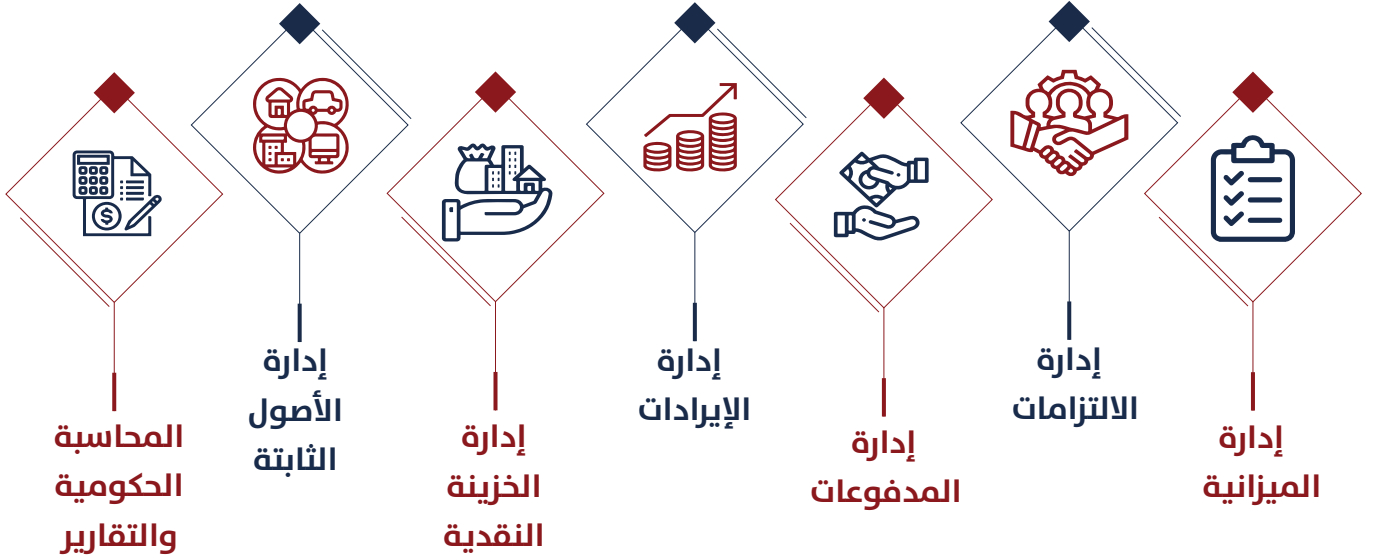 إدارة
الميزانية
إدارة
الالتزامات
إدارة
المدفوعات
إدارة
الإيرادات
إدارة
الخزينة
النقدية
إدارة
الأصول
الثابتة
المحاسبة
الحكومية
والتقارير